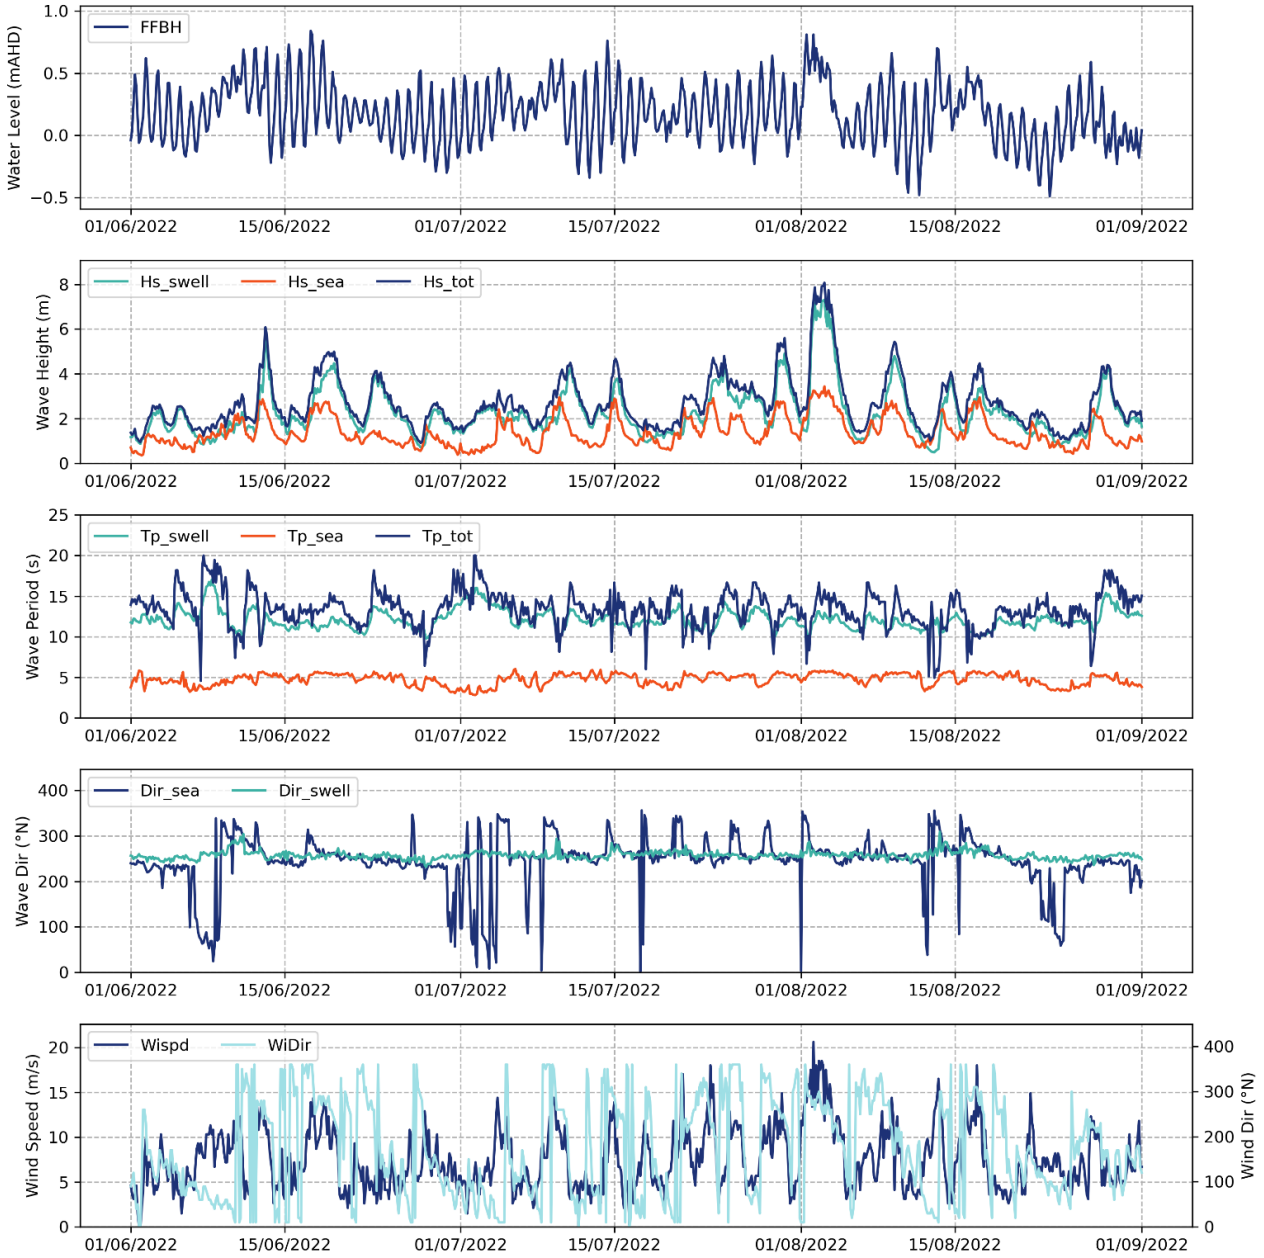 FFBH
Water Level (mAHD)
1.0
0.5
0.0
−0.5
01/06/2022 15/06/2022 01/07/2022 15/07/2022 01/08/2022 15/08/2022 01/09/2022
Hs_swell Hs_sea Hs_tot
Wave Height (m)
8
6
4
2
0
01/06/2022 15/06/2022 01/07/2022 15/07/2022 01/08/2022 15/08/2022 01/09/2022
Tp_swell Tp_sea Tp_tot
Wave Period (s)
25
20
15
10
5
0
01/06/2022 15/06/2022 01/07/2022 15/07/2022 01/08/2022 15/08/2022 01/09/2022
Dir_sea Dir_swell
Wave Dir (°N)
400
300
200
100
0
01/06/2022 15/06/2022 01/07/2022 15/07/2022 01/08/2022 15/08/2022 01/09/2022
Wispd WiDir
Wind Speed (m/s)
20
15
10
5
0
400
300
200
100
0
Wind Dir (°N)
01/06/2022 15/06/2022 01/07/2022 15/07/2022 01/08/2022 15/08/2022 01/09/2022